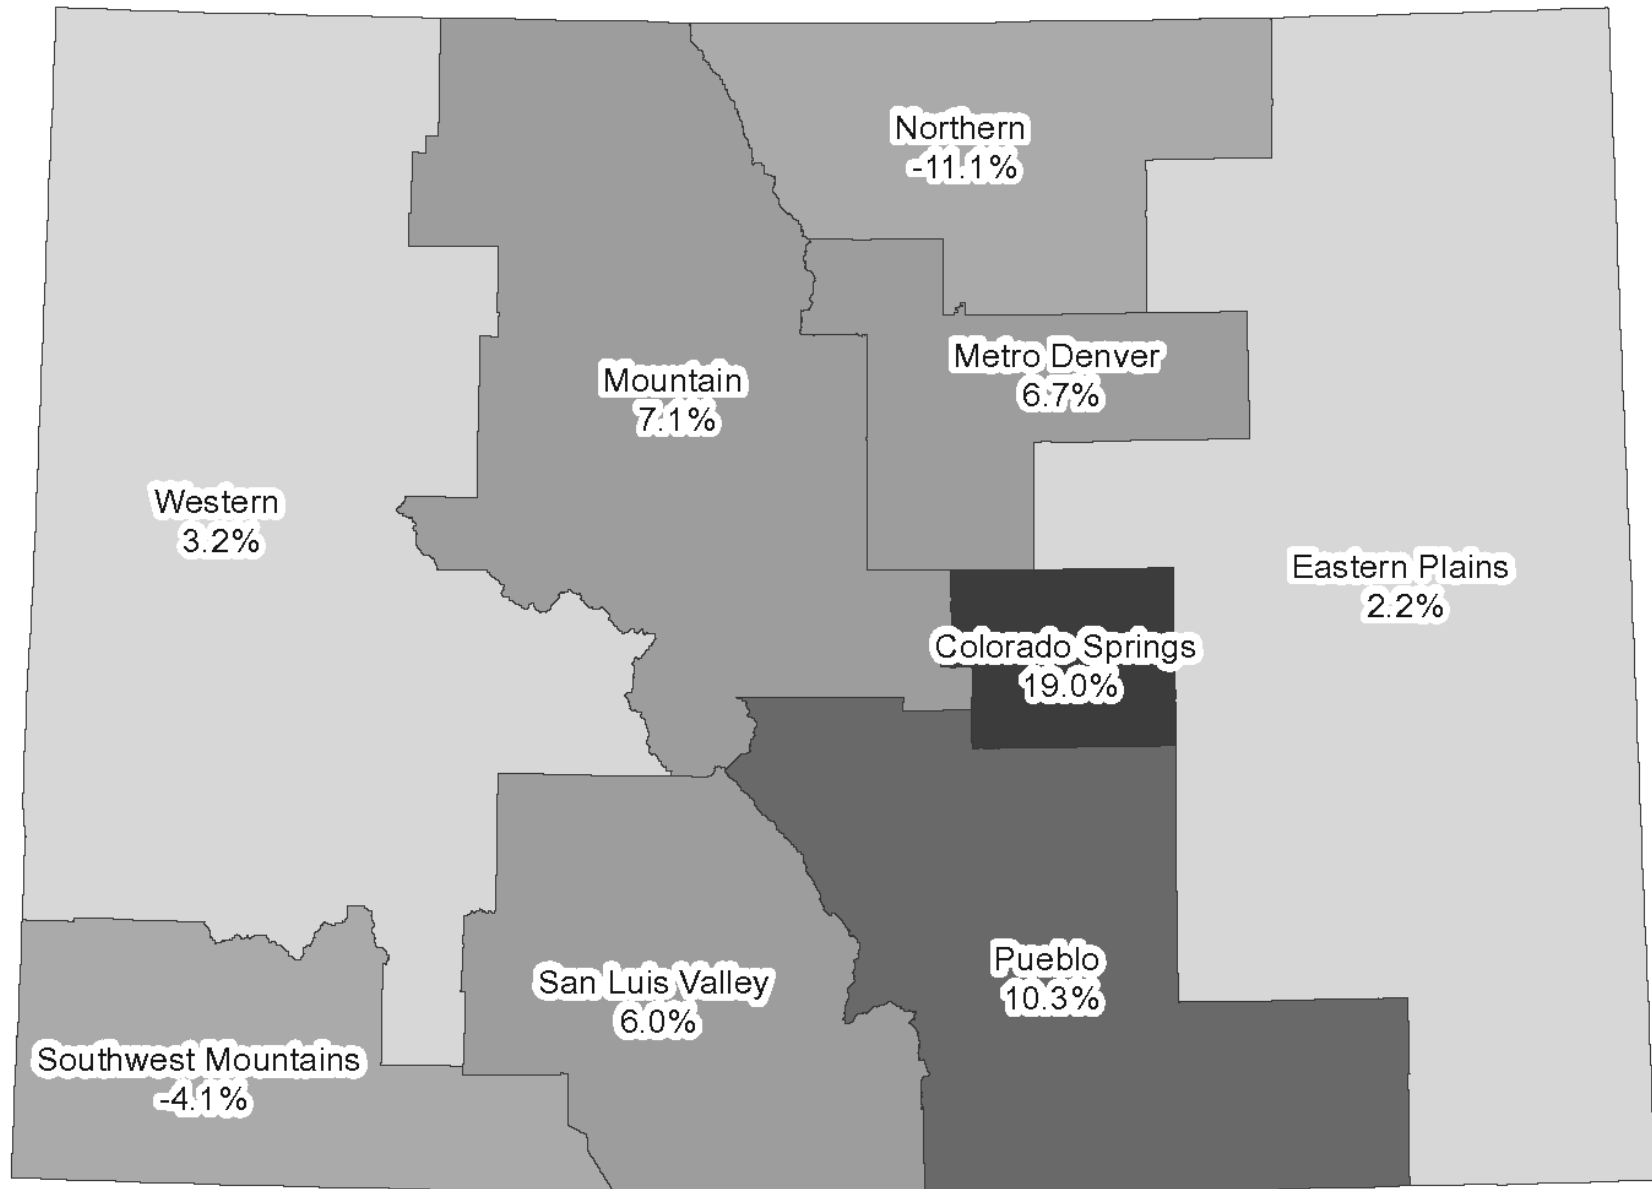 Northern
-11.1%
Metro Denver
6.7%
Mountain
7.1%
Western
3.2%
Eastern Plains
2.2%
Colorado Springs
19.0%
Pueblo
10.3%
San Luis Valley
6.0%
Southwest Mountains
-4.1%